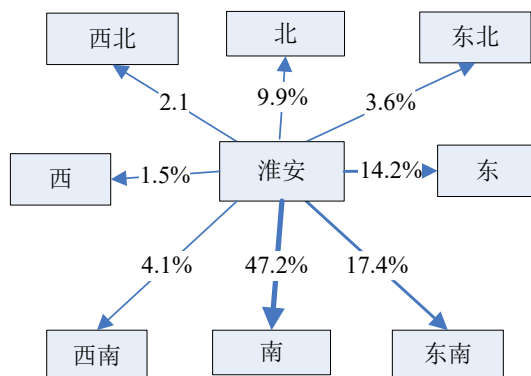 西北
北
东北
2.1
9.9%
3.6%
西
1.5%
淮安
14.2%
东
4.1%
47.2%
17.4%
西南
南
东南